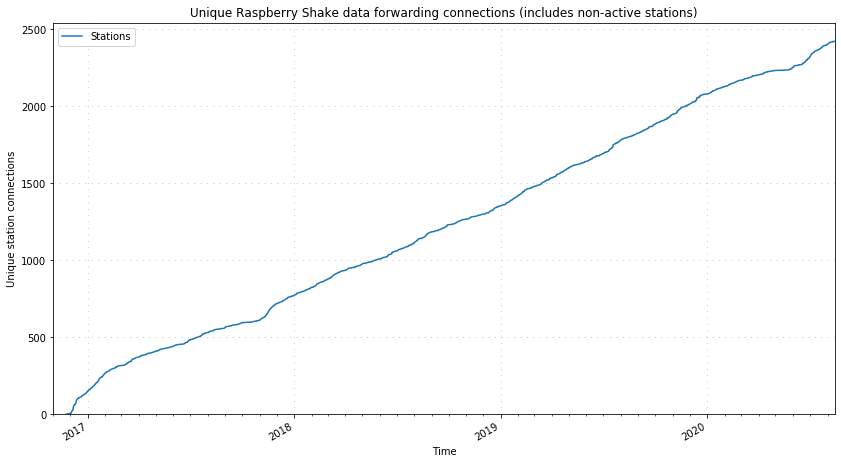 Unique Raspberry Shake data forwarding connections (includes non-active stations)
Stations
2500
2000
1500
1000
500
0
Unique station connections
2017
2018
2019
2020
Time